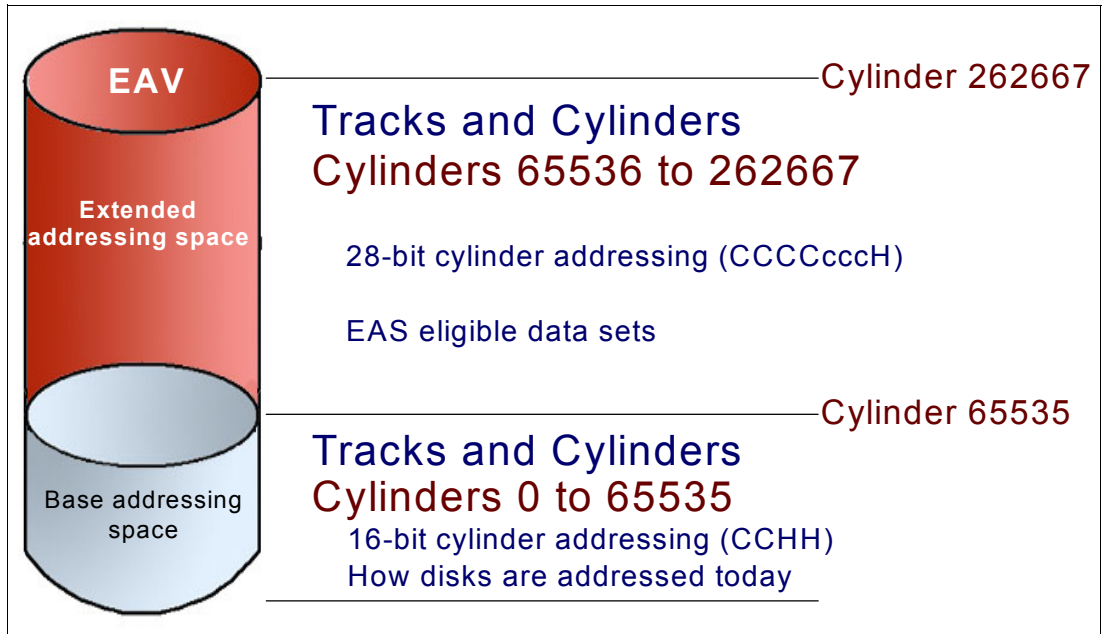 EAV
Cylinder 262667
Tracks and Cylinders
Cylinders 65536 to 262667
Extended
addressing space
28-bit cylinder addressing (CCCCcccH)
EAS eligible data sets
Cylinder 65535
Tracks and Cylinders
Cylinders 0 to 65535
Base addressing
space
16-bit cylinder addressing (CCHH)
How disks are addressed today